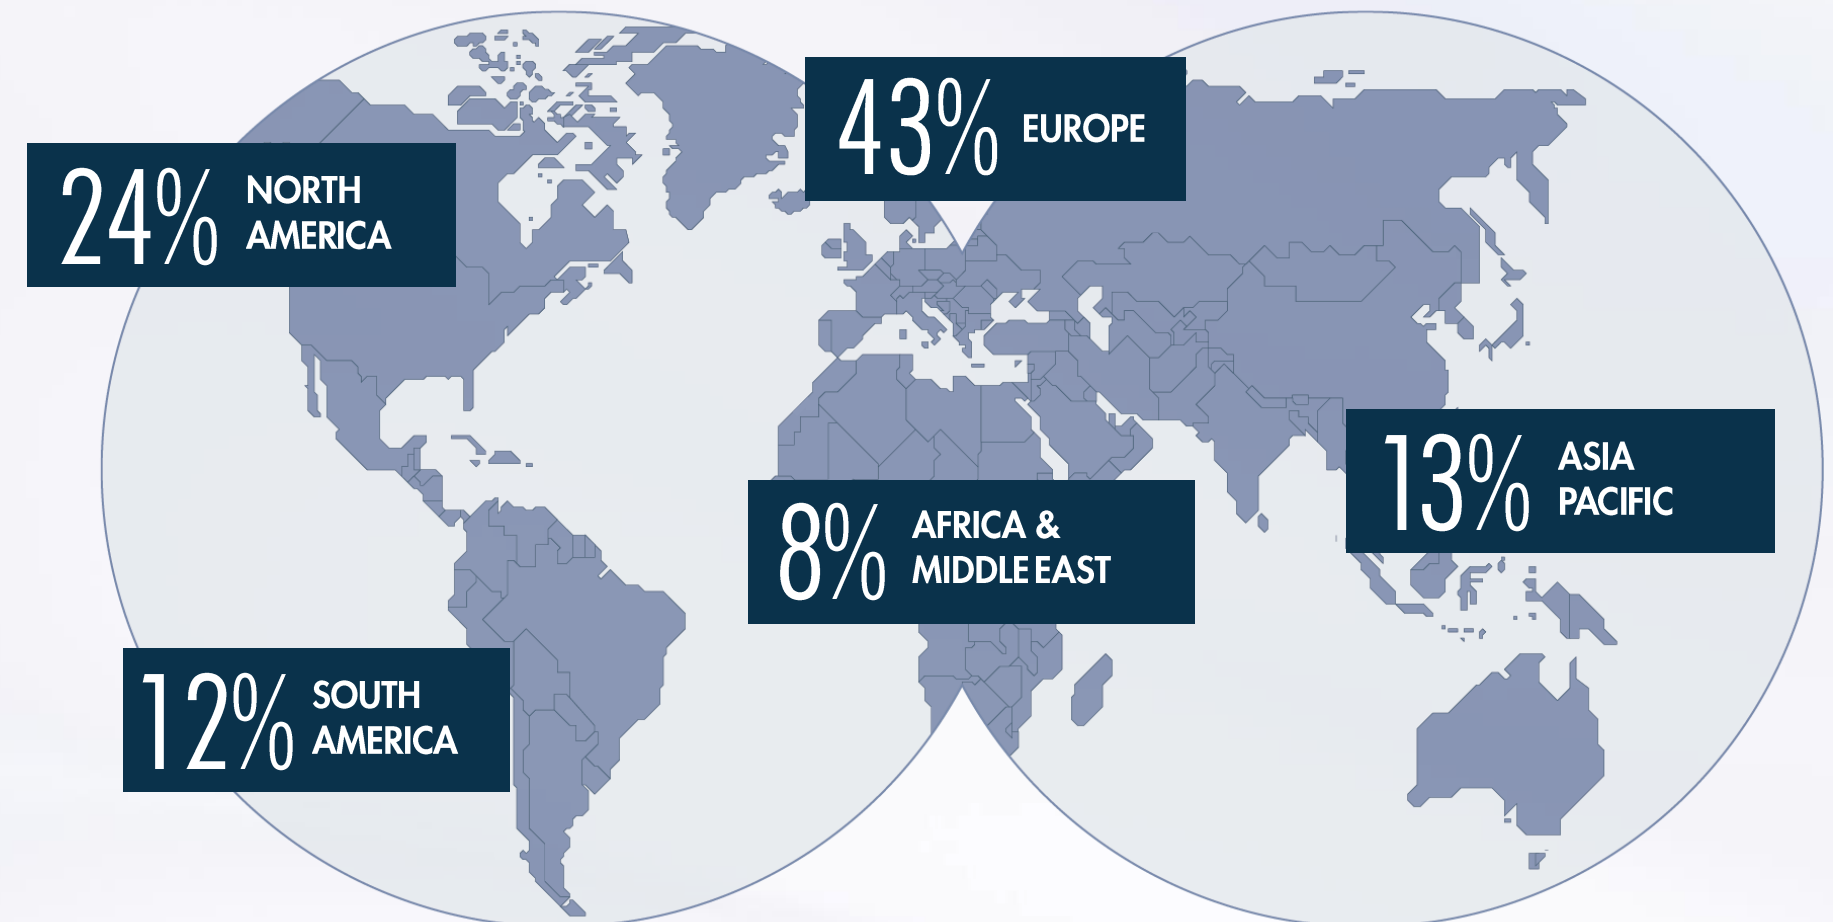 43% EUROPE
24% NORTH
AMERICA
13% ASIA
PACIFIC
8% AFRICA &
MIDDLE EAST
12% SOUTH
AMERICA